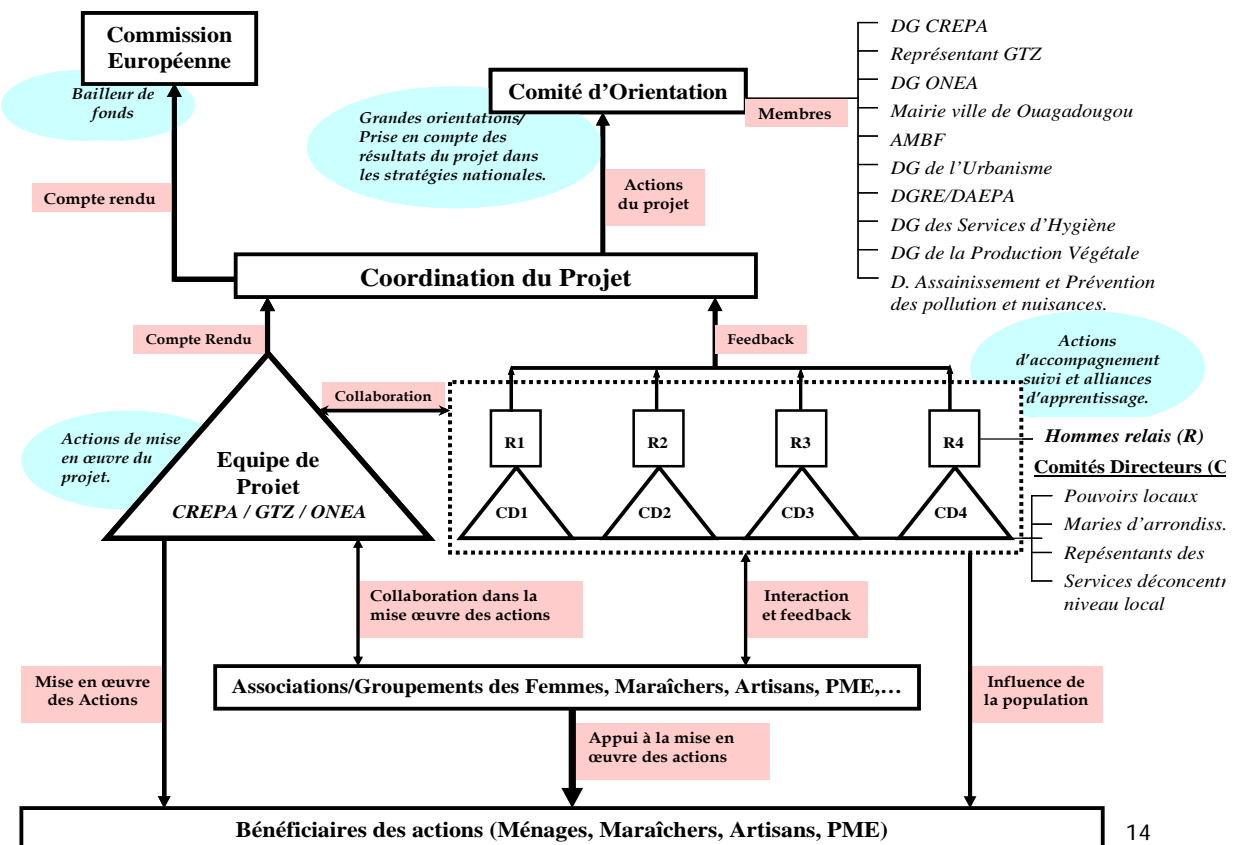 Commission
Européenne
Bailleur de
fonds
Comité d'Orientation
Grandes orientations/
Prise en compte des
résultats du projet dans
les stratégies nationales.
Membres
DG CREPA
Représentant GTZ
DG ONEA
Mairie ville de Ouagadougou
AMBF
DG de l'Urbanisme
DGRE/DAEPA
DG des Services d'Hygiène
DG de la Production Végétale
D. Assainissement et Prévention
des pollution et nuisances.
Compte rendu
Actions
du projet
Coordination du Projet
Compte Rendu
Feedback
Actions
d'accompagnement
suivi et alliances
d'apprentissage.
Collaboration
Actions de mise
en œuvre du
projet.
Equipe de
Projet
CREPA / GTZ / ONEA
R1 R2 R3 R4
CD1 CD2 CD3 CD4
Hommes relais (R)
Comités Directeurs (C
Pouvoirs locaux
Maries d'arrondiss.
Repésentants des
Services déconcentr
niveau local
Collaboration dans la
mise œuvre des actions
Interaction
et feedback
Mise en œuvre
des Actions
Associations/Groupements des Femmes, Maraîchers, Artisans, PME,…
Influence de
la population
Appui à la mise en
œuvre des actions
Bénéficiaires des actions (Ménages, Maraîchers, Artisans, PME)
14